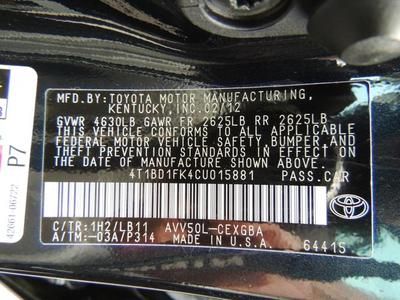 MFD.BY:TOYOTA MOTOR MANUFACTURING,
KENTUCKY,INC.02/12
GVWR 4630LB GAWR FR 2625LB RR 2625LB
THIS VEHICLE CONFORMS TO ALL APPLICABLE
FEDERAL MOTOR VEHICLE SAFETY, BUMPER, AND
THEFT PREVENTION STANDARDS IN EFFECT ON
THE DATE OF MANUFACTURE SHOWN ABOVE.
4T1BD1FK4CU015881 PASS.CAR
C/TR:1H2/LB11 AVV50L-CEXGBA
A/TM:-03A/P314 MADE IN U.S.A. 64415
TOYOTA
P7